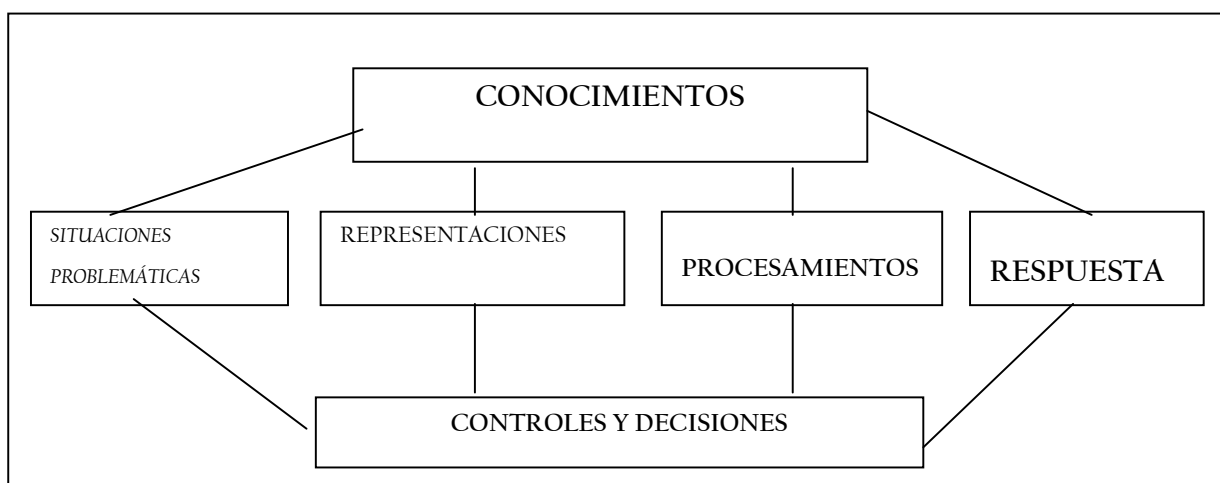 CONOCIMIENTOS
SITUACIONES
PROBLEMÁTICAS
REPRESENTACIONES
PROCESAMIENTOS
RESPUESTA
CONTROLES Y DECISIONES